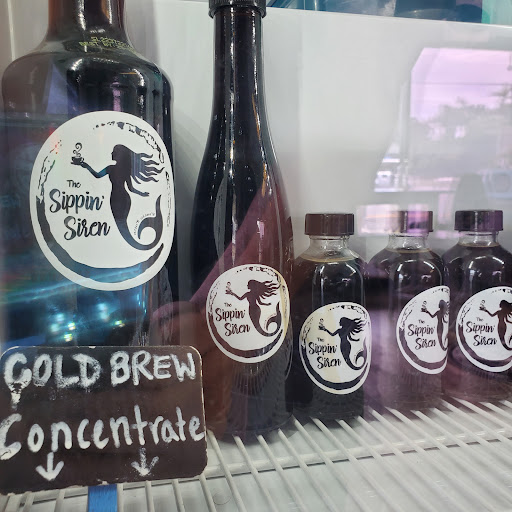 The
Sippin'
Siren
The
Sippin'
Siren
The
Sippin'
Siren
The
Sippin'
Siren
The
Sippin'
Siren
COLD BREW
Concentrate